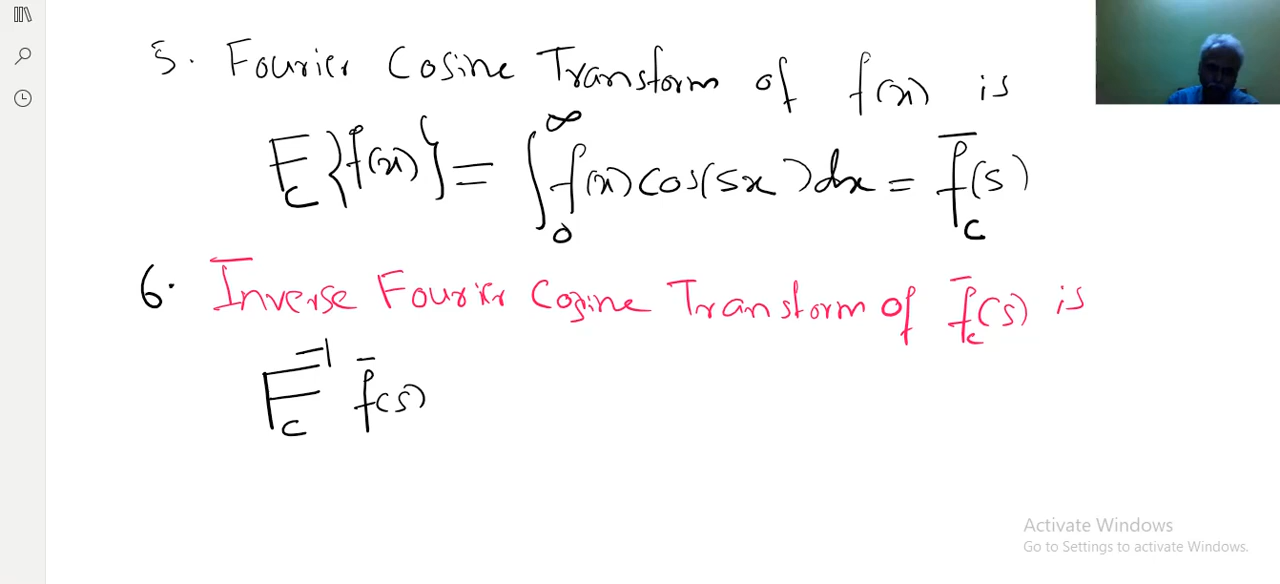 5. Fourier Cosine Transform of f(x) is
F_c{f(x)} = ∫_0^∞ f(x) cos(sx) dx = f̄_c(s)
6. Inverse Fourier Cosine Transform of f̄_c(s) is
F_c^{-1} f̄(s)
Activate Windows
Go to Settings to activate Windows.